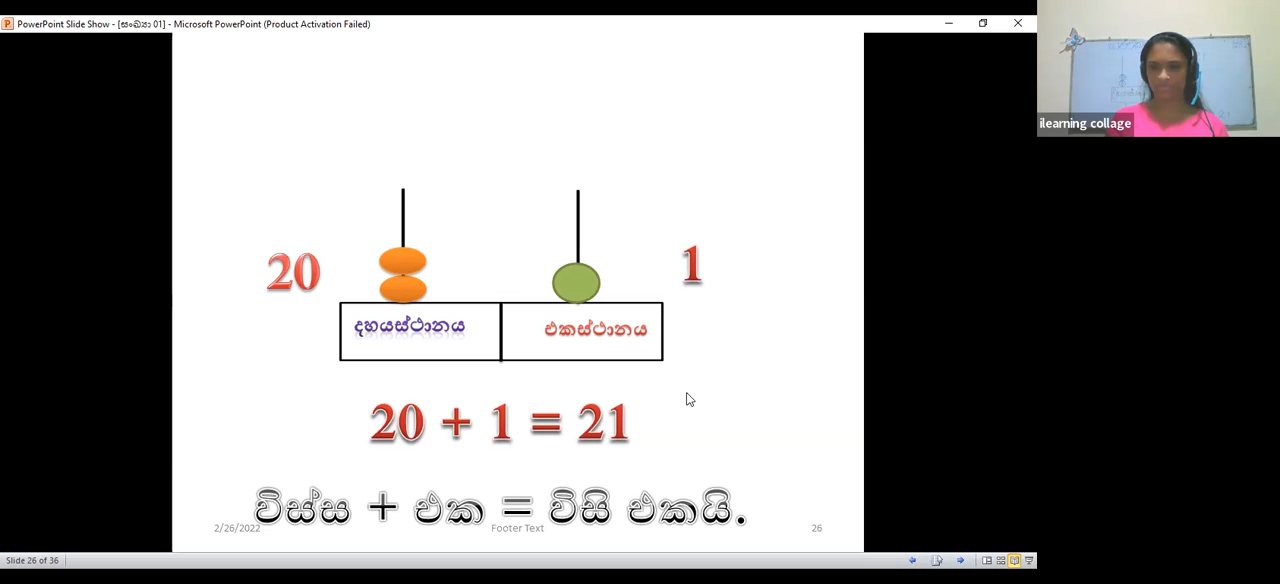 PowerPoint Slide Show - [සංඛ්‍යා 01] - Microsoft PowerPoint (Product Activation Failed)
ilearning collage
20
1
දහයස්ථානය
එකස්ථානය
20 + 1 = 21
විස්ස + එක = විසි එකයි.
2/26/2022
Footer Text
26
Slide 26 of 36